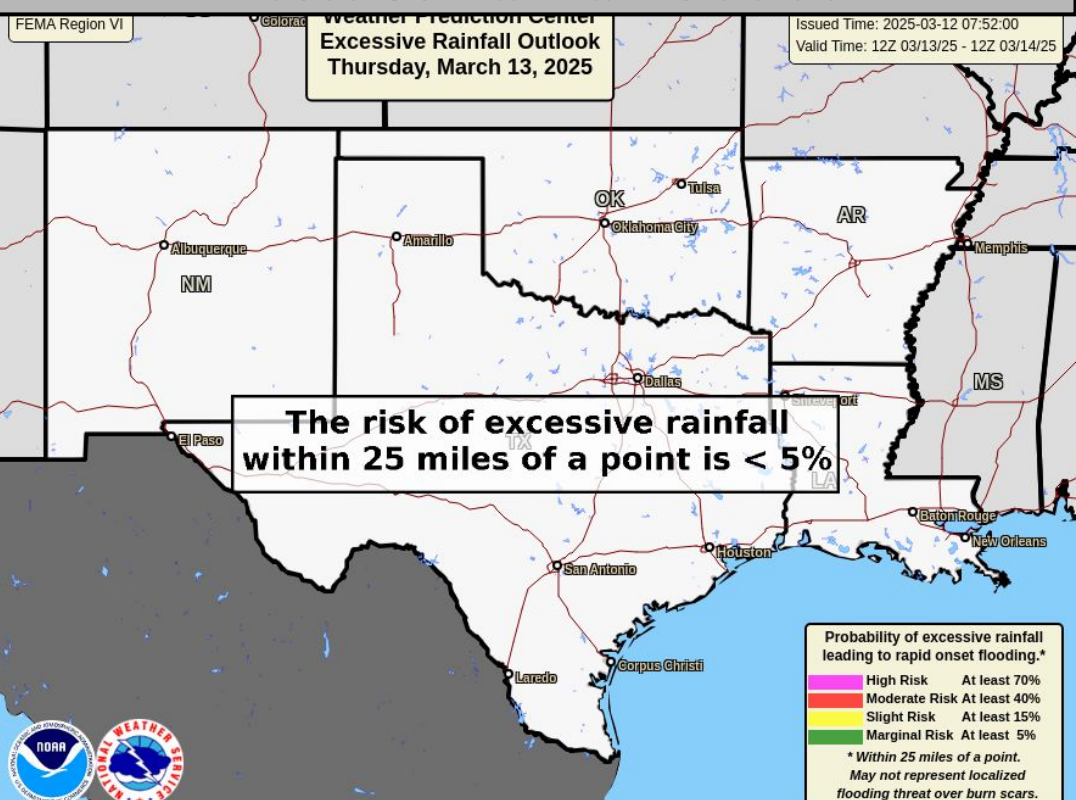 FEMA Region VI
Weather Prediction Center
Excessive Rainfall Outlook
Thursday, March 13, 2025
Issued Time: 2025-03-12 07:52:00
Valid Time: 12Z 03/13/25 - 12Z 03/14/25
Colorad
Tulsa
OK
Oklahoma City
AR
Amarillo
Albuquerque
Memphis
NM
Dallas
MS
Shreveport
The risk of excessive rainfall
within 25 miles of a point is < 5%
El Paso
TX
LA
Baton Rouge
New Orleans
Houston
San Antonio
Corpus Christi
Laredo
Probability of excessive rainfall
leading to rapid onset flooding.*
High Risk At least 70%
Moderate Risk At least 40%
Slight Risk At least 15%
Marginal Risk At least 5%
* Within 25 miles of a point.
May not represent localized
flooding threat over burn scars.
NOAA
NATIONAL WEATHER SERVICE